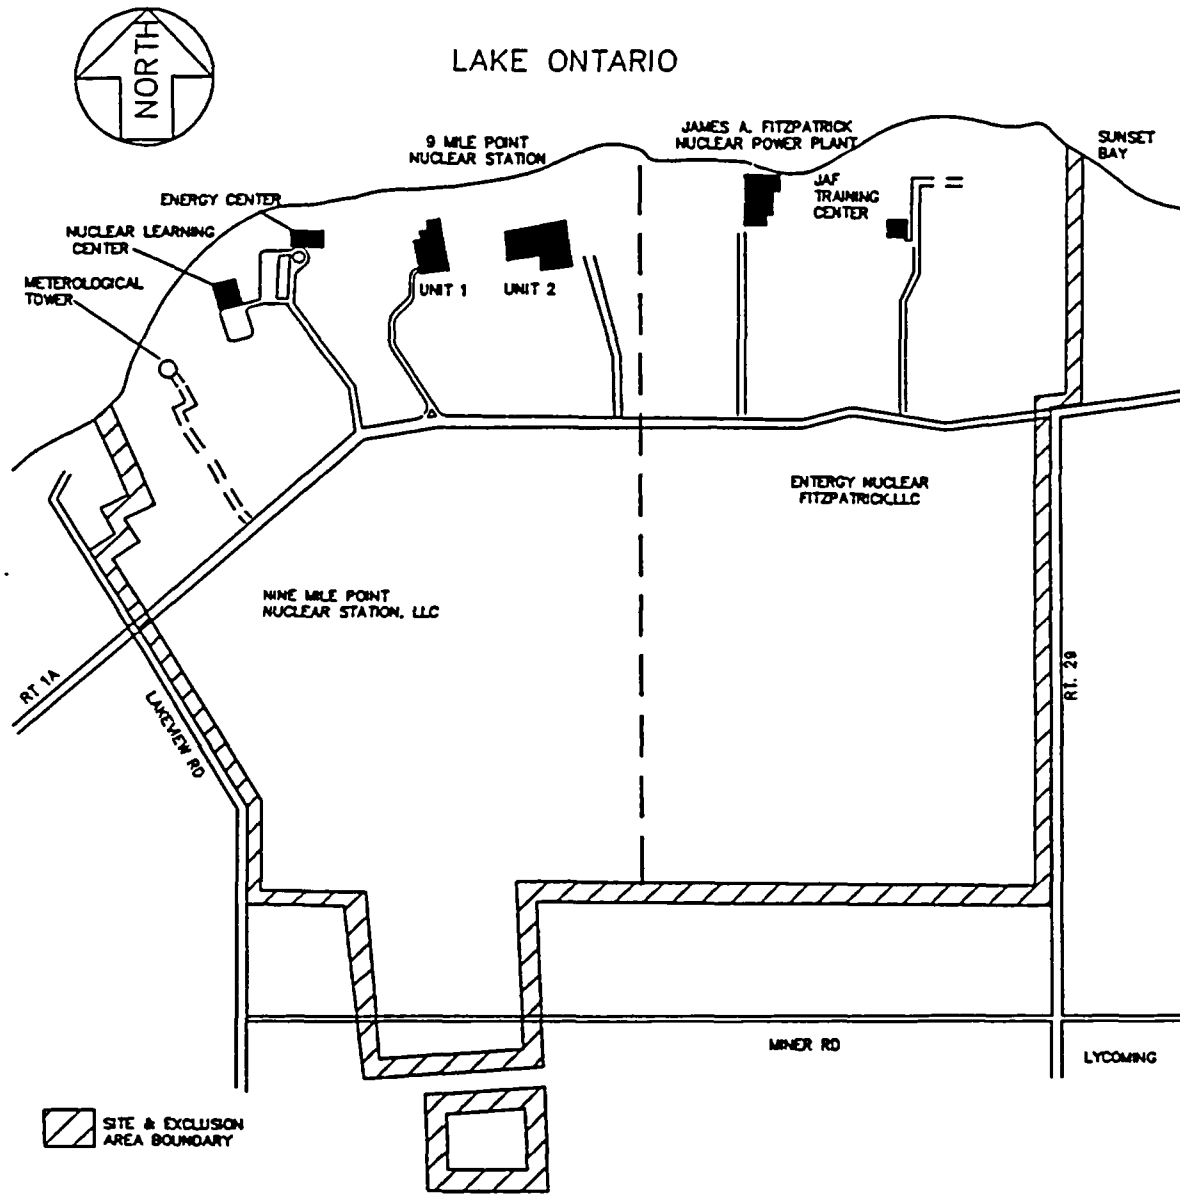 NORTH
LAKE ONTARIO
9 MILE POINT
NUCLEAR STATION
JAMES A. FITZPATRICK
NUCLEAR POWER PLANT
SUNSET
BAY
ENERGY CENTER
JAF
TRAINING
CENTER
NUCLEAR LEARNING
CENTER
METEROLOGICAL
TOWER
UNIT 1
UNIT 2
ENTERGY NUCLEAR
FITZPATRICK,LLC
NINE MILE POINT
NUCLEAR STATION, LLC
RT 1A
LAKEVIEW RD
RT. 29
MINER RD
LYCOMING
SITE & EXCLUSION
AREA BOUNDARY